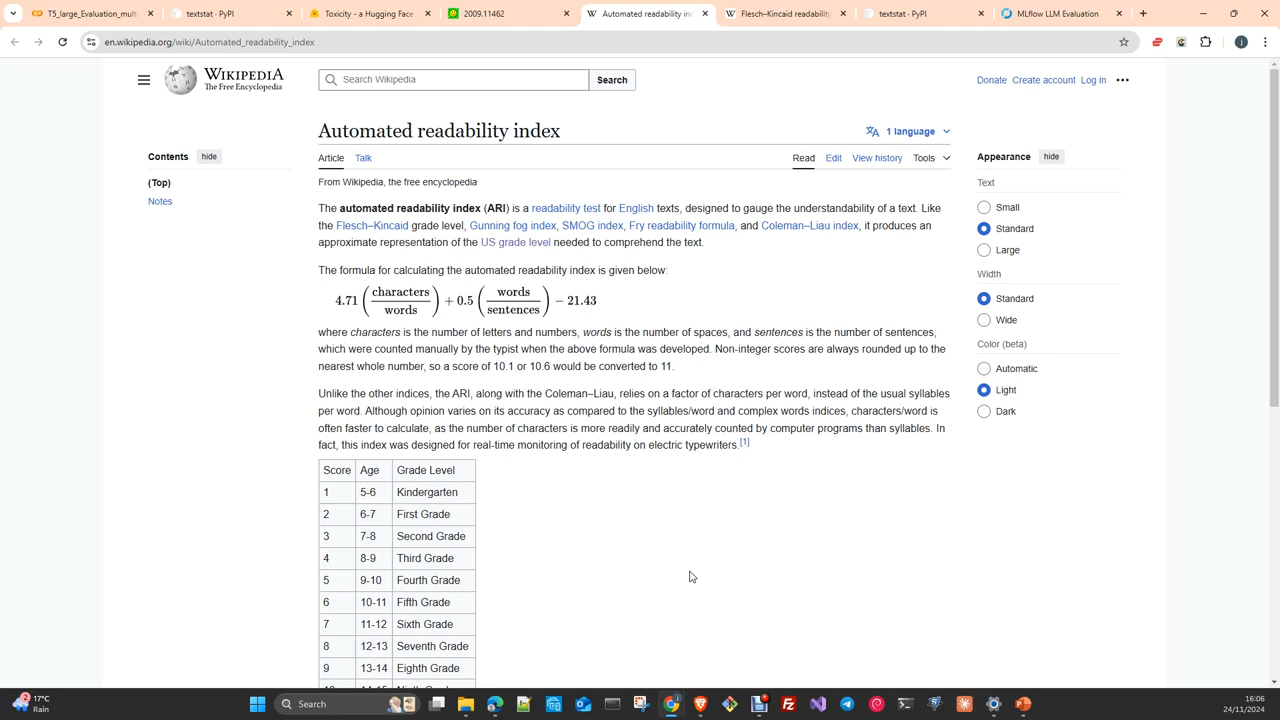 T5_large_Evaluation_multi
textstat - PyPI
Toxicity - a Hugging Face
2009.11462
Automated readability in
Flesch–Kincaid readability
textstat - PyPI
MLflow LLM Evaluation
en.wikipedia.org/wiki/Automated_readability_index
WIKIPEDIA
The Free Encyclopedia
Search Wikipedia
Search
Donate Create account Log in
Contents hide
(Top)
Notes
Automated readability index
1 language
Article Talk
Read Edit View history Tools
From Wikipedia, the free encyclopedia
The automated readability index (ARI) is a readability test for English texts, designed to gauge the understandability of a text. Like
the Flesch–Kincaid grade level, Gunning fog index, SMOG index, Fry readability formula, and Coleman–Liau index, it produces an
approximate representation of the US grade level needed to comprehend the text.
The formula for calculating the automated readability index is given below:
4.71 (characters / words) + 0.5 (words / sentences) − 21.43
where characters is the number of letters and numbers, words is the number of spaces, and sentences is the number of sentences,
which were counted manually by the typist when the above formula was developed. Non-integer scores are always rounded up to the
nearest whole number, so a score of 10.1 or 10.6 would be converted to 11.
Unlike the other indices, the ARI, along with the Coleman–Liau, relies on a factor of characters per word, instead of the usual syllables
per word. Although opinion varies on its accuracy as compared to the syllables/word and complex words indices, characters/word is
often faster to calculate, as the number of characters is more readily and accurately counted by computer programs than syllables. In
fact, this index was designed for real-time monitoring of readability on electric typewriters.[1]
Score Age Grade Level
1 5-6 Kindergarten
2 6-7 First Grade
3 7-8 Second Grade
4 8-9 Third Grade
5 9-10 Fourth Grade
6 10-11 Fifth Grade
7 11-12 Sixth Grade
8 12-13 Seventh Grade
9 13-14 Eighth Grade
Appearance hide
Text
Small
Standard
Large
Width
Standard
Wide
Color (beta)
Automatic
Light
Dark
2
17°C
Rain
Search
16:06
24/11/2024